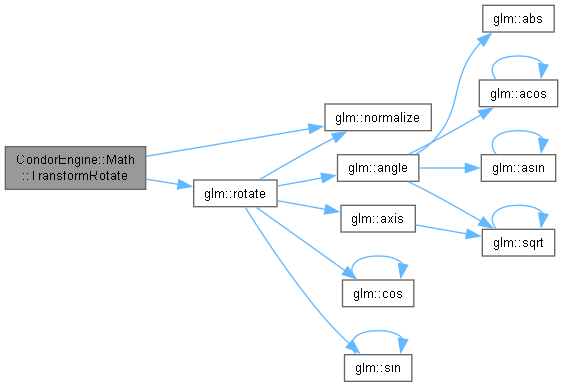 CondorEngine::Math
::TransformRotate
glm::rotate
glm::normalize
glm::angle
glm::axis
glm::cos
glm::sin
glm::abs
glm::acos
glm::asin
glm::sqrt